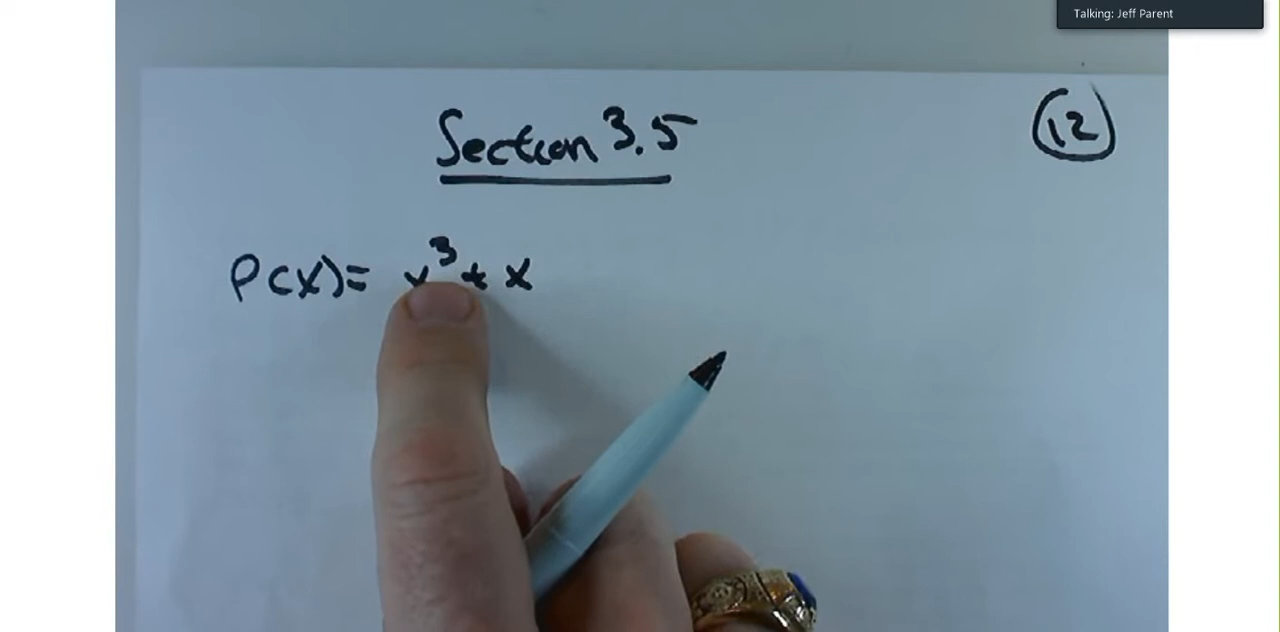 Talking: Jeff Parent
Section 3.5
12
P(x)= x³+ x